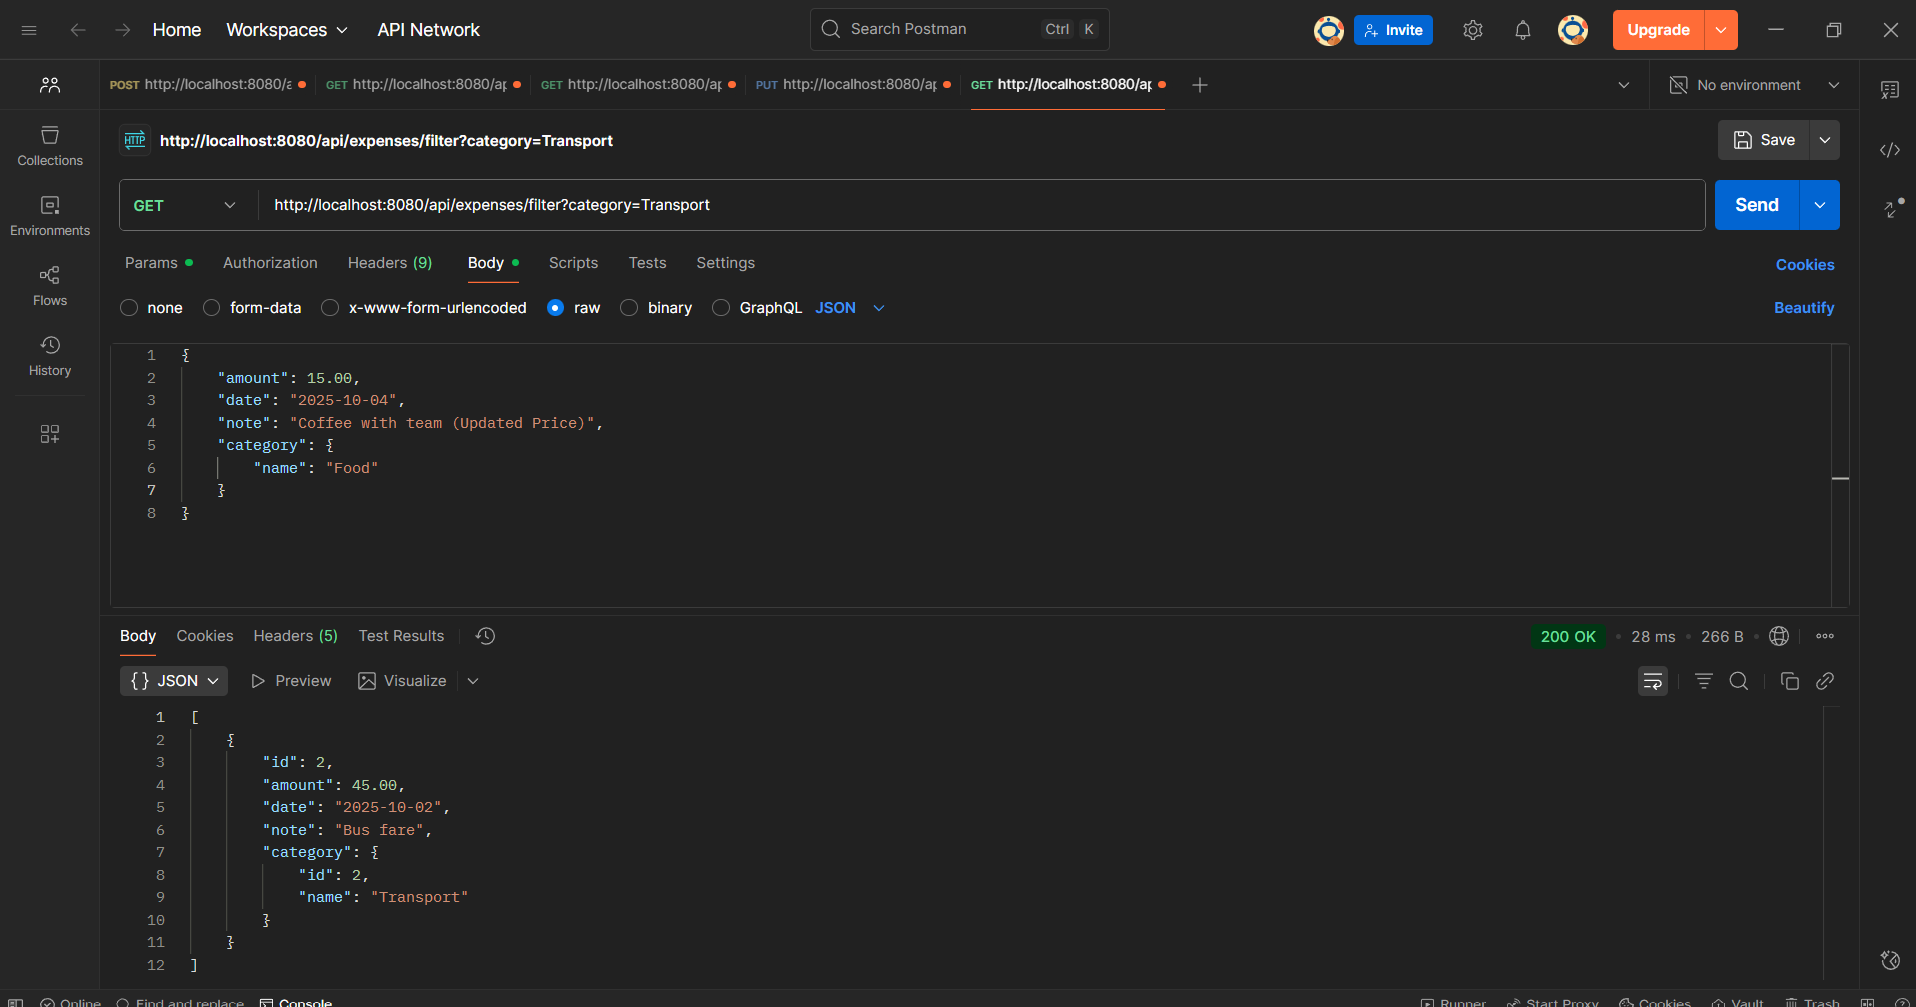 Home Workspaces API Network Search Postman Ctrl K Invite Upgrade
POST http://localhost:8080/a GET http://localhost:8080/ap GET http://localhost:8080/ap PUT http://localhost:8080/ap GET http://localhost:8080/ap No environment
HTTP http://localhost:8080/api/expenses/filter?category=Transport Save
Collections
Environments
Flows
History
GET http://localhost:8080/api/expenses/filter?category=Transport Send
Params Authorization Headers (9) Body Scripts Tests Settings Cookies
none form-data x-www-form-urlencoded raw binary GraphQL JSON Beautify
1 {
2 "amount": 15.00,
3 "date": "2025-10-04",
4 "note": "Coffee with team (Updated Price)",
5 "category": {
6 "name": "Food"
7 }
8 }
Body Cookies Headers (5) Test Results 200 OK 28 ms 266 B
{} JSON Preview Visualize
1 [
2 {
3 "id": 2,
4 "amount": 45.00,
5 "date": "2025-10-02",
6 "note": "Bus fare",
7 "category": {
8 "id": 2,
9 "name": "Transport"
10 }
11 }
12 ]
Online Find and replace Console Runner Start Proxy Cookies Vault Trash